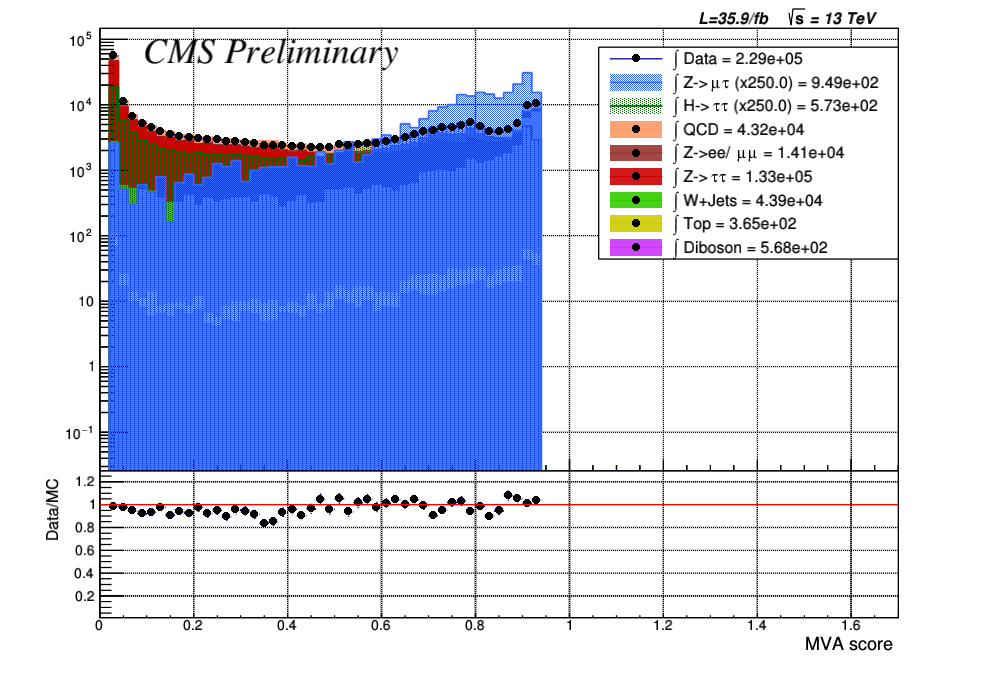 L=35.9/fb √s = 13 TeV
CMS Preliminary
∫ Data = 2.29e+05
∫ Z->μτ (x250.0) = 9.49e+02
∫ H->ττ (x250.0) = 5.73e+02
∫ QCD = 4.32e+04
∫ Z->ee/ μμ = 1.41e+04
∫ Z->ττ = 1.33e+05
∫ W+Jets = 4.39e+04
∫ Top = 3.65e+02
∫ Diboson = 5.68e+02
10⁵
10⁴
10³
10²
10
1
10⁻¹
Data/MC
1.2
1
0.8
0.6
0.4
0.2
0 0.2 0.4 0.6 0.8 1 1.2 1.4 1.6
MVA score